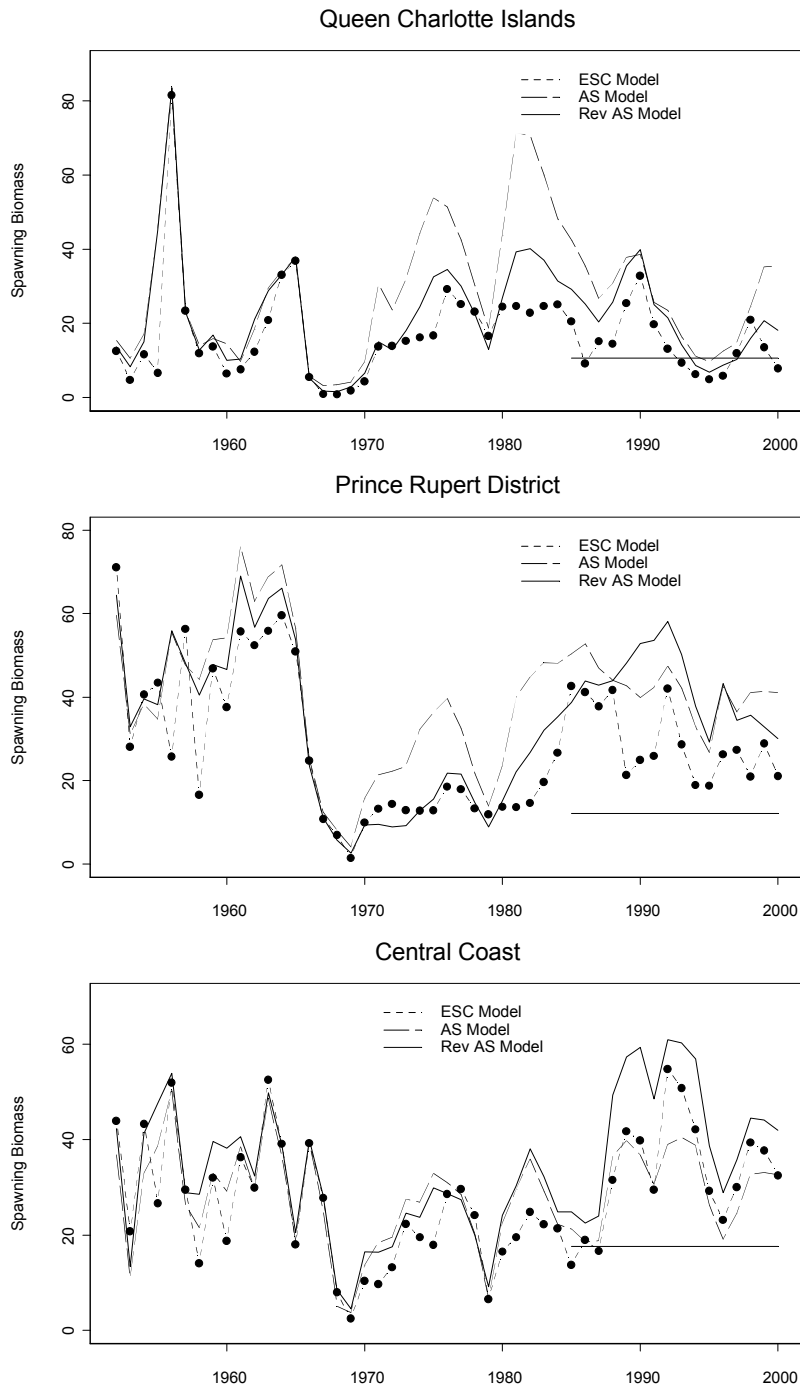 Queen Charlotte Islands
Spawning Biomass
80
60
40
20
0
ESC Model
AS Model
Rev AS Model
1960 1970 1980 1990 2000
Prince Rupert District
Spawning Biomass
80
60
40
20
0
ESC Model
AS Model
Rev AS Model
1960 1970 1980 1990 2000
Central Coast
Spawning Biomass
60
40
20
0
ESC Model
AS Model
Rev AS Model
1960 1970 1980 1990 2000